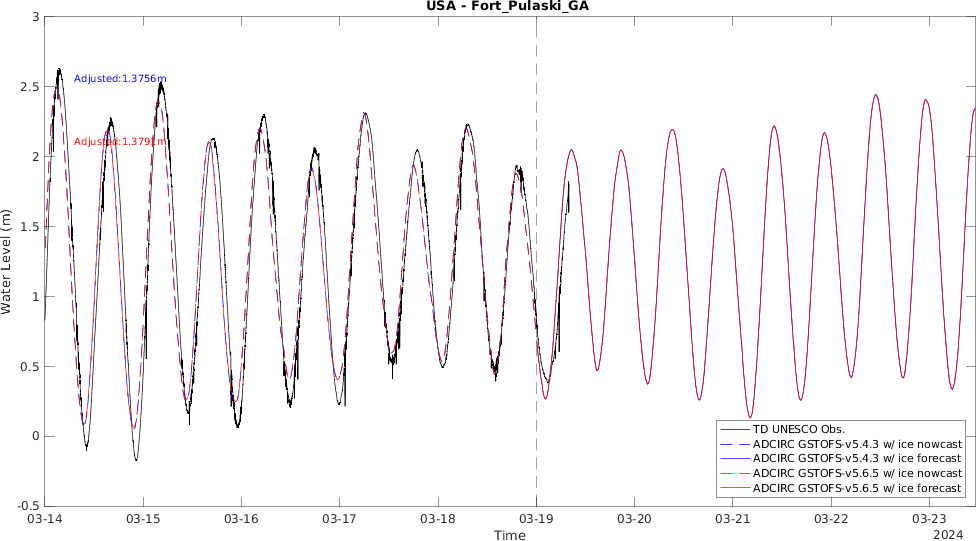 USA - Fort_Pulaski_GA
3
2.5
2
1.5
1
0.5
0
-0.5
Water Level (m)
Adjusted:1.3756m
Adjusted:1.3791m
TD UNESCO Obs.
ADCIRC GSTOFS-v5.4.3 w/ ice nowcast
ADCIRC GSTOFS-v5.4.3 w/ ice forecast
ADCIRC GSTOFS-v5.6.5 w/ ice nowcast
ADCIRC GSTOFS-v5.6.5 w/ ice forecast
03-14 03-15 03-16 03-17 03-18 03-19 03-20 03-21 03-22 03-23
Time
2024